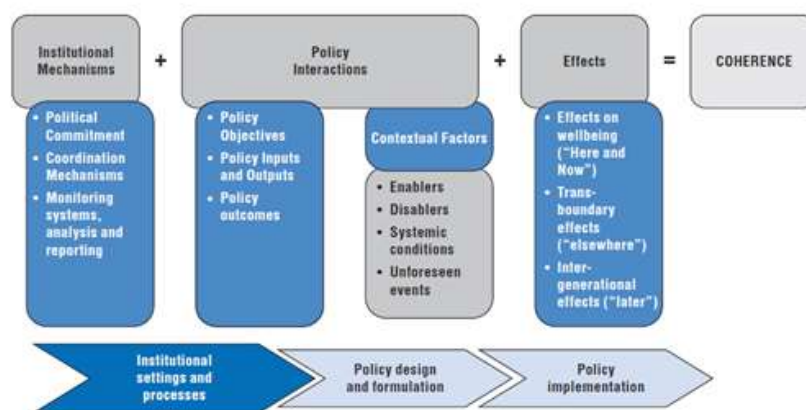 Institutional
Mechanisms
+
Policy
Interactions
+
Effects
=
COHERENCE
• Political
Commitment
• Coordination
Mechanisms
• Monitoring
systems,
analysis and
reporting
• Policy
Objectives
• Policy Inputs
and Outputs
• Policy
outcomes
Contextual Factors
• Enablers
• Disablers
• Systemic
conditions
• Unforeseen
events
• Effects on
wellbeing
("Here and
Now")
• Trans-
boundary
effects
("elsewhere")
• Inter-
generational
effects ("later")
Institutional
settings and
processes
Policy design
and formulation
Policy
implementation